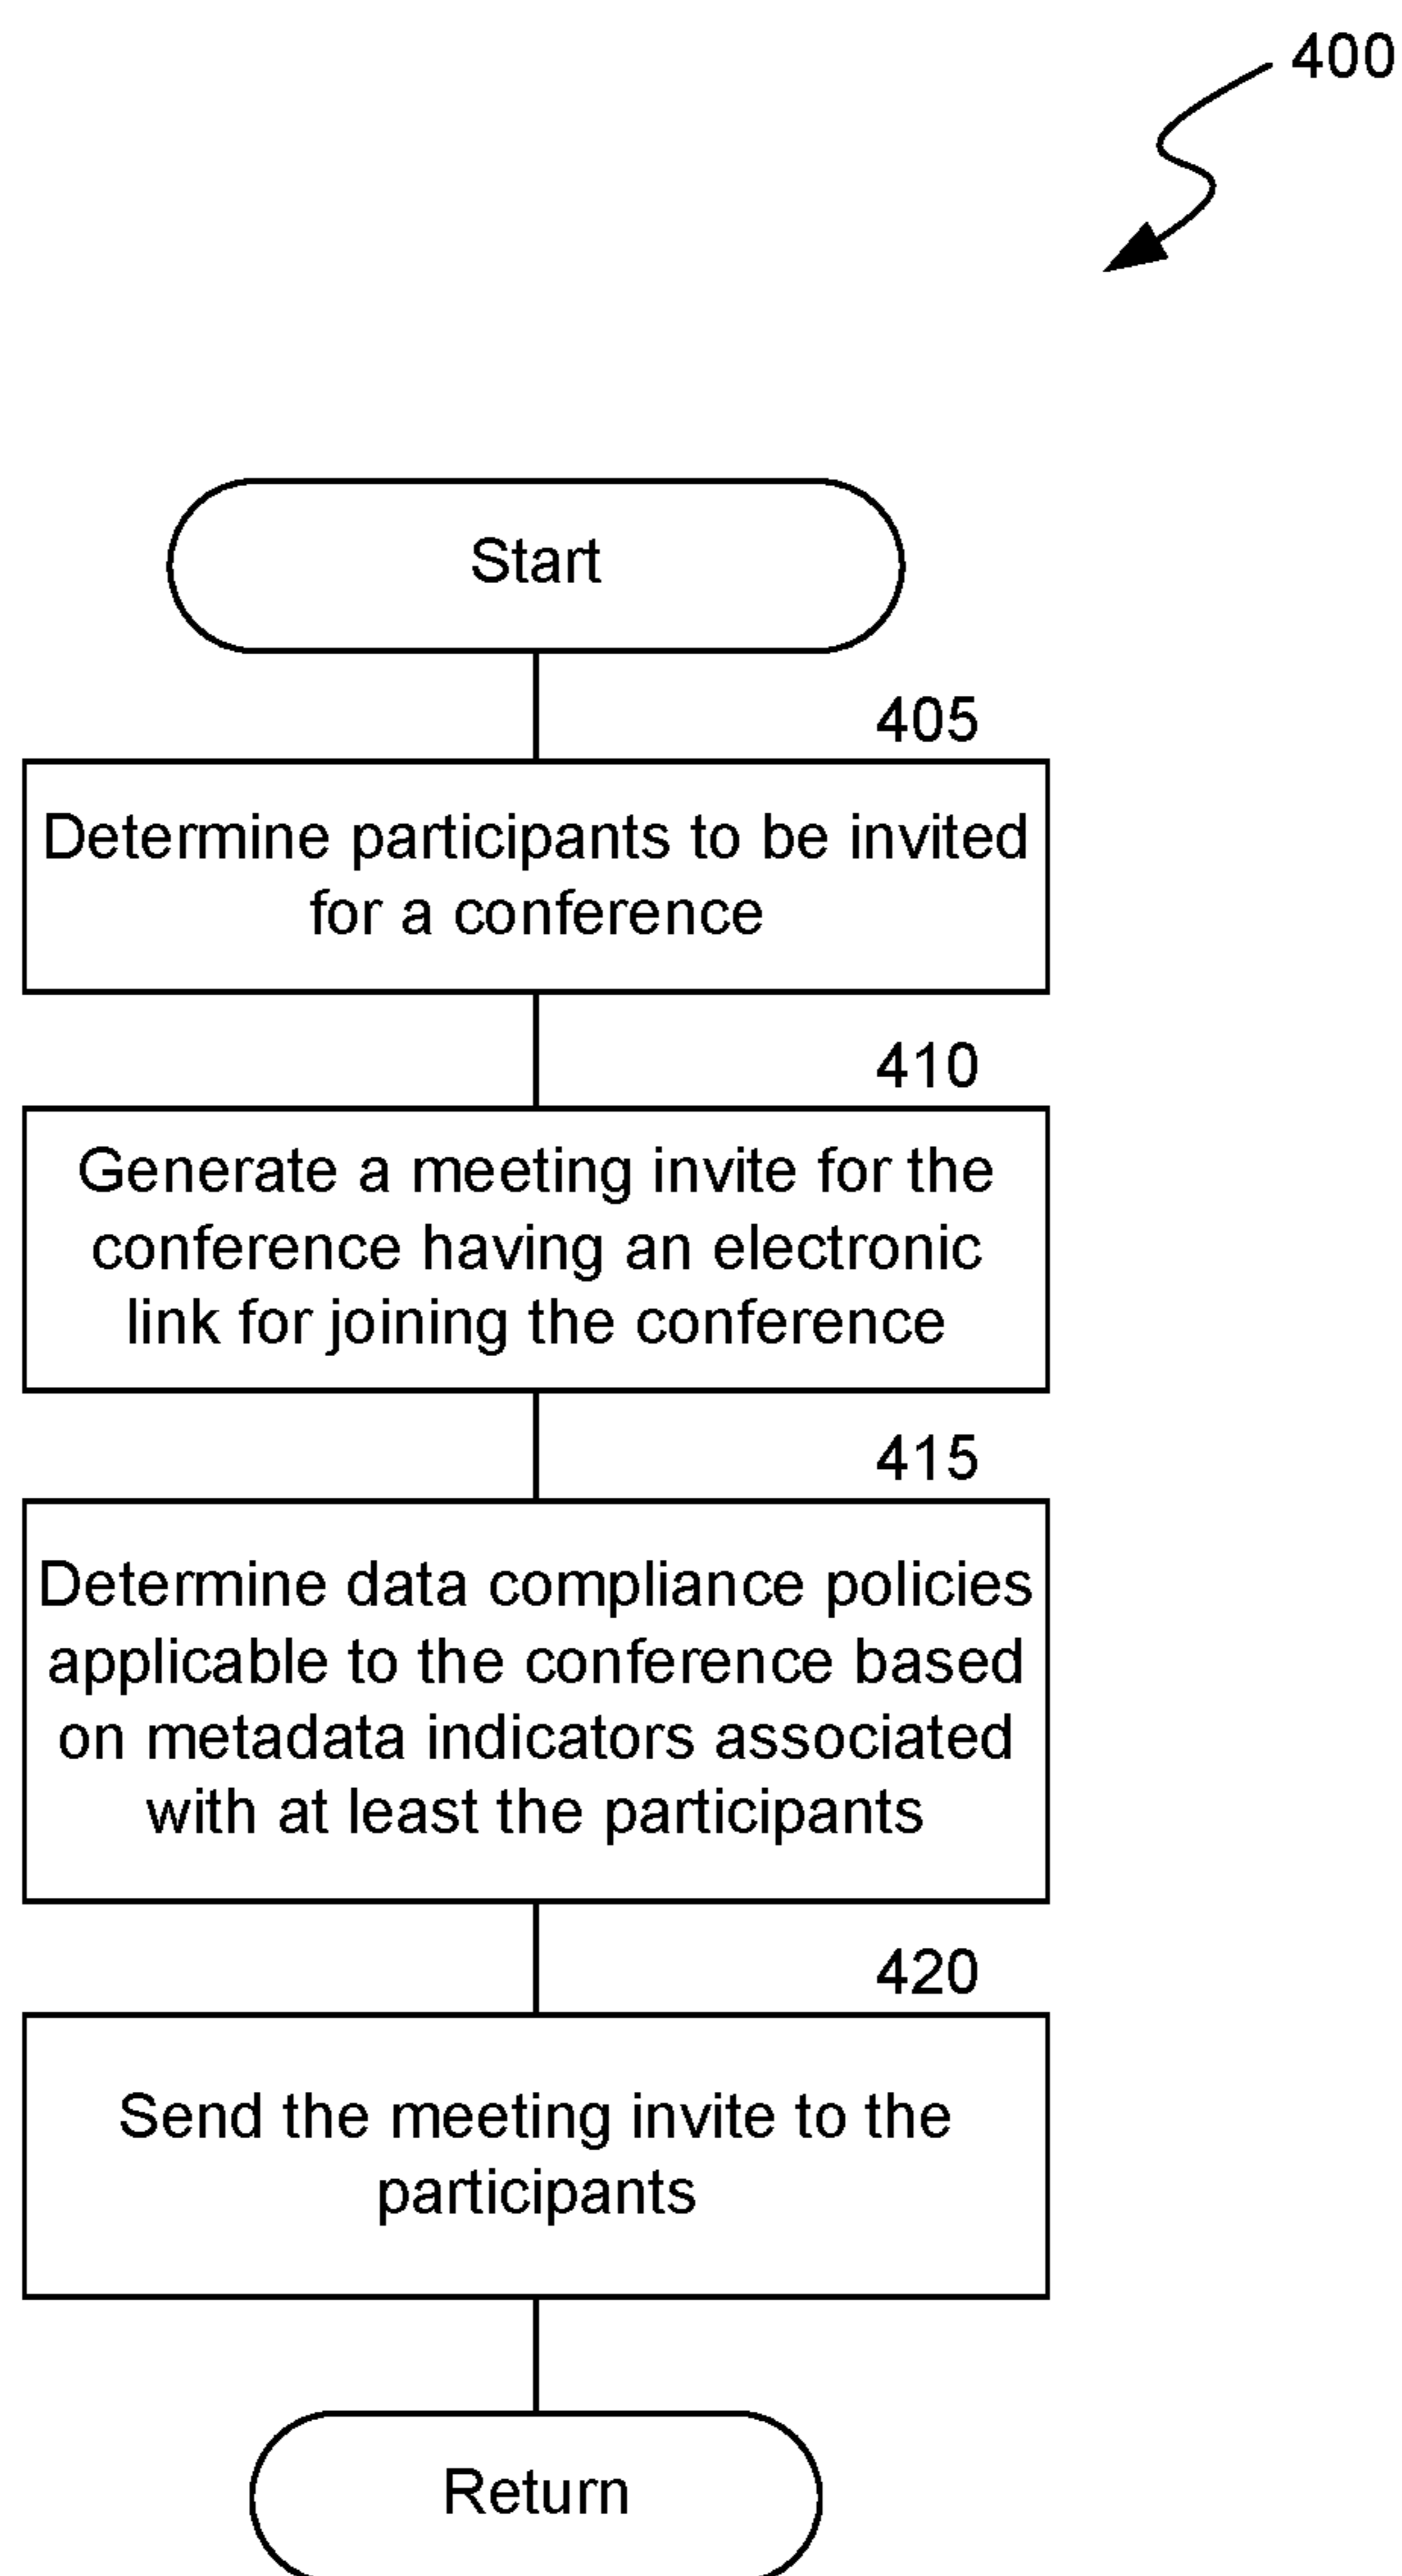 400
Start
405
Determine participants to be invited
for a conference
410
Generate a meeting invite for the
conference having an electronic
link for joining the conference
415
Determine data compliance policies
applicable to the conference based
on metadata indicators associated
with at least the participants
420
Send the meeting invite to the
participants
Return